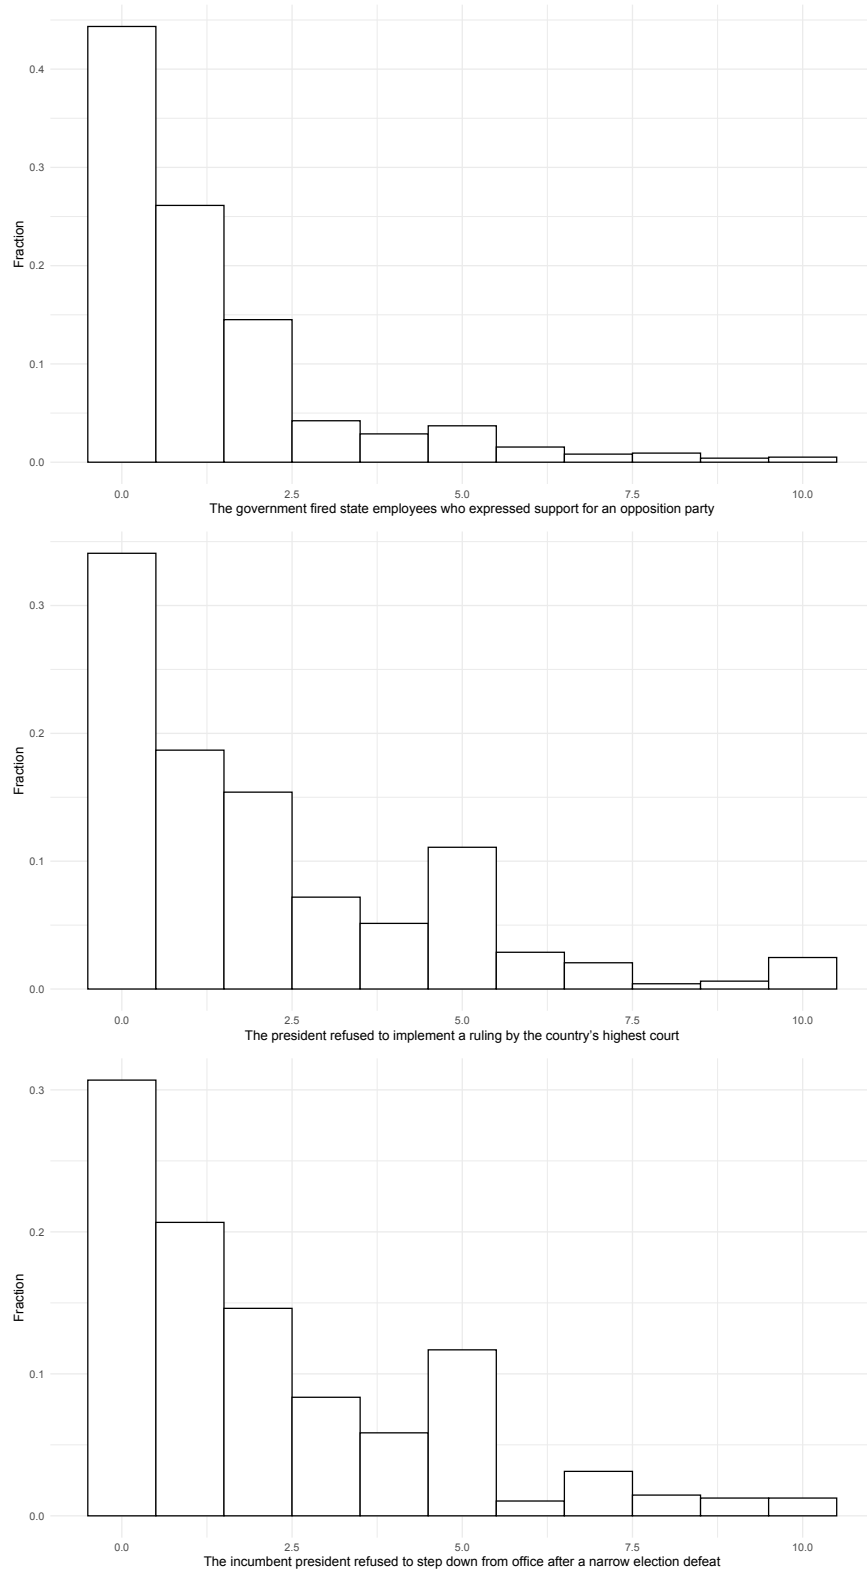 0.4
0.3
Fraction
0.2
0.1
0.0
0.0 2.5 5.0 7.5 10.0
The government fired state employees who expressed support for an opposition party
0.3
0.2
Fraction
0.1
0.0
0.0 2.5 5.0 7.5 10.0
The president refused to implement a ruling by the country’s highest court
0.3
0.2
Fraction
0.1
0.0
0.0 2.5 5.0 7.5 10.0
The incumbent president refused to step down from office after a narrow election defeat